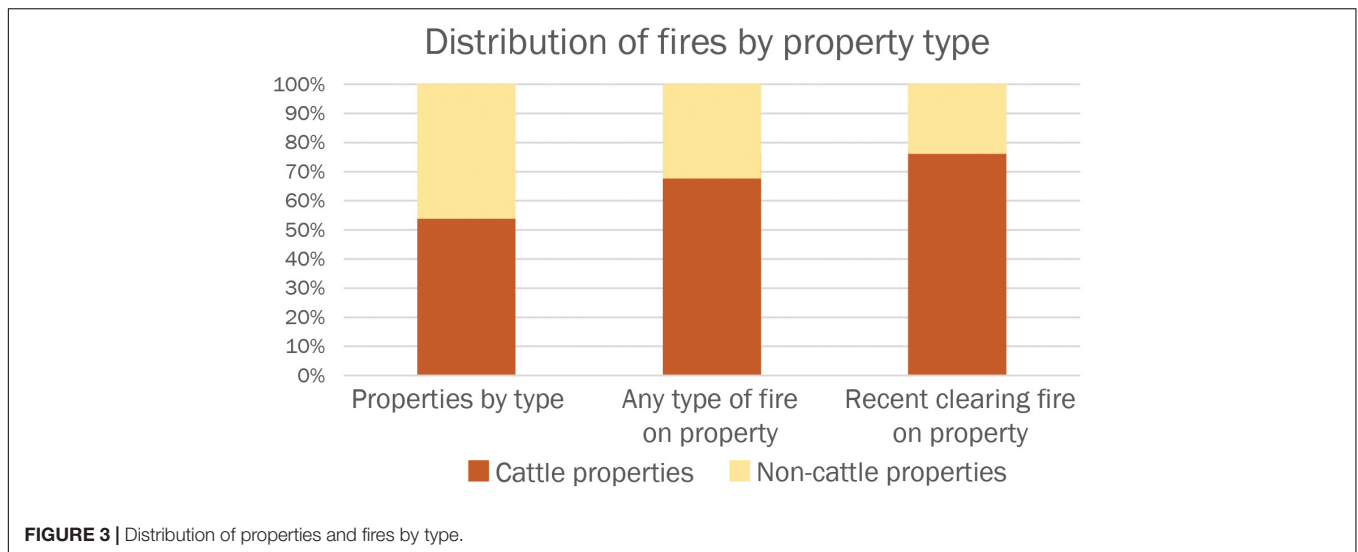 Distribution of fires by property type
100%
90%
80%
70%
60%
50%
40%
30%
20%
10%
0%
Properties by type
Any type of fire
on property
Recent clearing fire
on property
Cattle properties
Non-cattle properties
FIGURE 3 | Distribution of properties and fires by type.